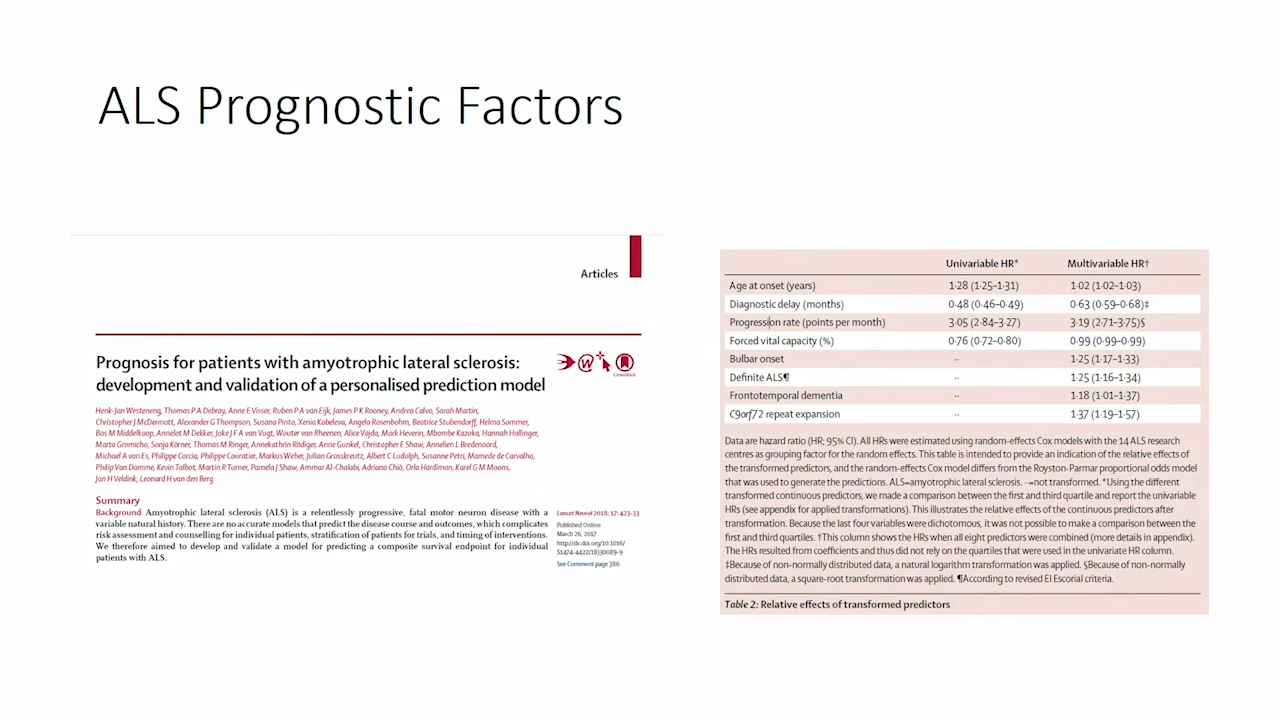 ALS Prognostic Factors
Articles
Prognosis for patients with amyotrophic lateral sclerosis:
development and validation of a personalised prediction model
CrossMark
Henk-Jan Westeneng, Thomas P A Debray, Anne E Visser, Ruben P A van Eijk, James P K Rooney, Andrea Calvo, Sarah Martin,
Christopher J McDermott, Alexander G Thompson, Susana Pinto, Xenia Kobeleva, Angela Rosenbohm, Beatrice Stubendorff, Helma Sommer,
Bas M Middelkoop, Annelot M Dekker, Joke J F A van Vugt, Wouter van Rheenen, Alice Vajda, Mark Heverin, Mbombe Kazoka, Hannah Hollinger,
Marta Gromicho, Sonja Körner, Thomas M Ringer, Annekathrin Rödiger, Anne Gunkel, Christopher E Shaw, Annelien L Bredenoord,
Michael A van Es, Philippe Corcia, Philippe Couratier, Markus Weber, Julian Grosskreutz, Albert C Ludolph, Susanne Petri, Mamede de Carvalho,
Philip Van Damme, Kevin Talbot, Martin R Turner, Pamela J Shaw, Ammar Al-Chalabi, Adriano Chiò, Orla Hardiman, Karel G M Moons,
Jan H Veldink, Leonard H van den Berg
Summary
Background Amyotrophic lateral sclerosis (ALS) is a relentlessly progressive, fatal motor neuron disease with a
variable natural history. There are no accurate models that predict the disease course and outcomes, which complicates
risk assessment and counselling for individual patients, stratification of patients for trials, and timing of interventions.
We therefore aimed to develop and validate a model for predicting a composite survival endpoint for individual
patients with ALS.
Lancet Neurol 2018; 17: 423–33
Published Online
March 26, 2017
http://dx.doi.org/10.1016/
S1474-4422(18)30089-9
See Comment page 386
Univariable HR* Multivariable HR†
Age at onset (years) 1·28 (1·25–1·31) 1·02 (1·02–1·03)
Diagnostic delay (months) 0·48 (0·46–0·49) 0·63 (0·59–0·68)‡
Progression rate (points per month) 3·05 (2·84–3·27) 3·19 (2·71–3·75)§
Forced vital capacity (%) 0·76 (0·72–0·80) 0·99 (0·99–0·99)
Bulbar onset ·· 1·25 (1·17–1·33)
Definite ALS¶ ·· 1·25 (1·16–1·34)
Frontotemporal dementia ·· 1·18 (1·01–1·37)
C9orf72 repeat expansion ·· 1·37 (1·19–1·57)
Data are hazard ratio (HR; 95% CI). All HRs were estimated using random-effects Cox models with the 14 ALS research
centres as grouping factor for the random effects. This table is intended to provide an indication of the relative effects of
the transformed predictors, and the random-effects Cox model differs from the Royston-Parmar proportional odds model
that was used to generate the predictions. ALS=amyotrophic lateral sclerosis. ··=not transformed. *Using the different
transformed continuous predictors, we made a comparison between the first and third quartile and report the univariable
HRs (see appendix for applied transformations). This illustrates the relative effects of the continuous predictors after
transformation. Because the last four variables were dichotomous, it was not possible to make a comparison between the
first and third quartiles. †This column shows the HRs when all eight predictors were combined (more details in appendix).
The HRs resulted from coefficients and thus did not rely on the quartiles that were used in the univariate HR column.
‡Because of non-normally distributed data, a natural logarithm transformation was applied. §Because of non-normally
distributed data, a square-root transformation was applied. ¶According to revised El Escorial criteria.
Table 2: Relative effects of transformed predictors